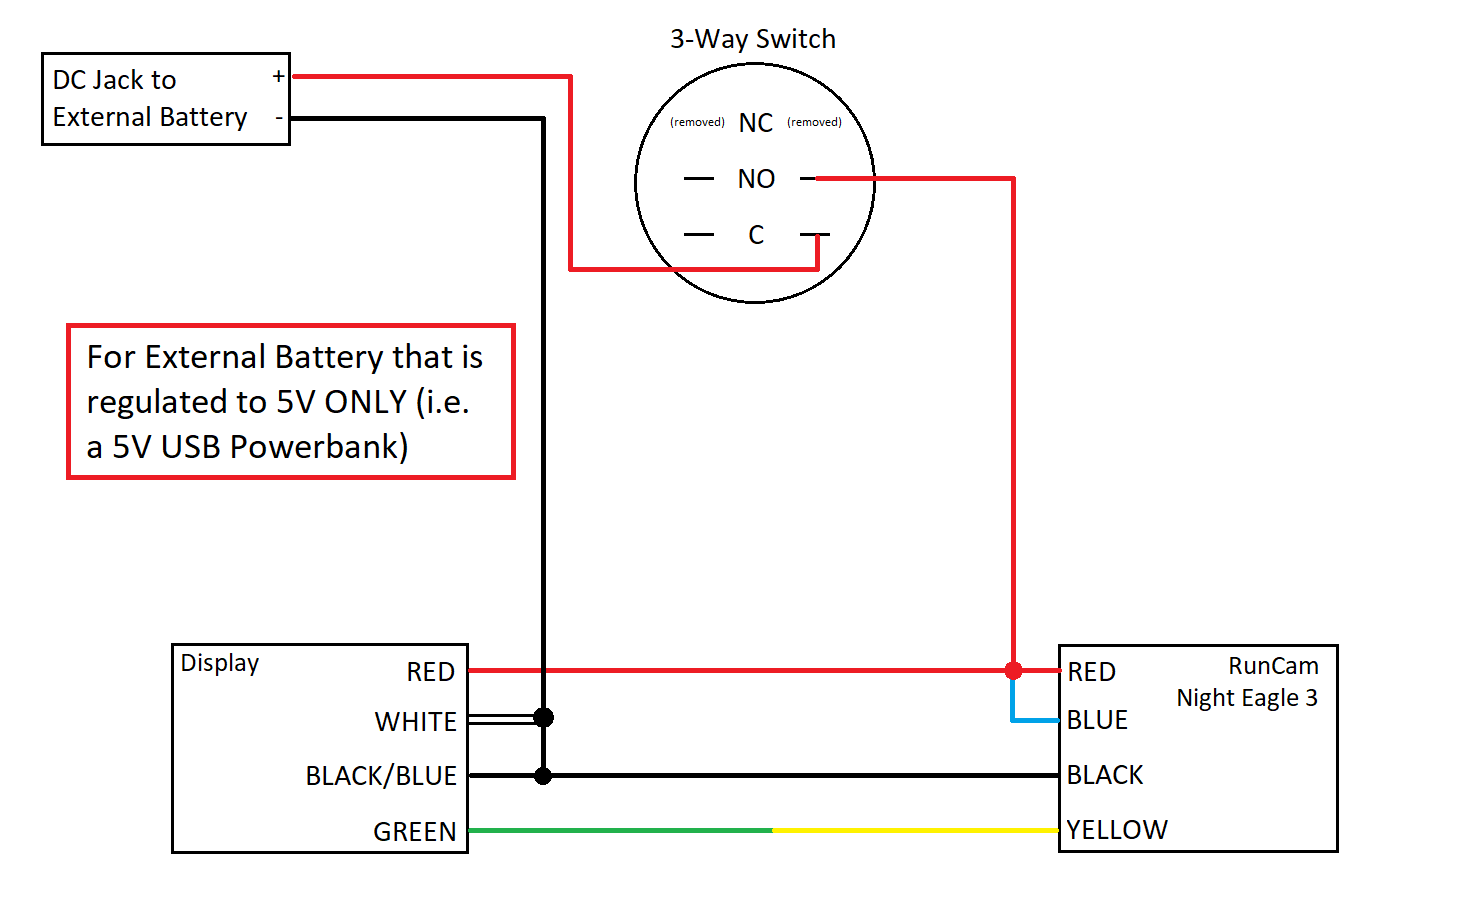 3-Way Switch
DC Jack to +
External Battery -
(removed) NC (removed)
NO
C
For External Battery that is
regulated to 5V ONLY (i.e.
a 5V USB Powerbank)
Display
RED
WHITE
BLACK/BLUE
GREEN
RunCam
Night Eagle 3
RED
BLUE
BLACK
YELLOW